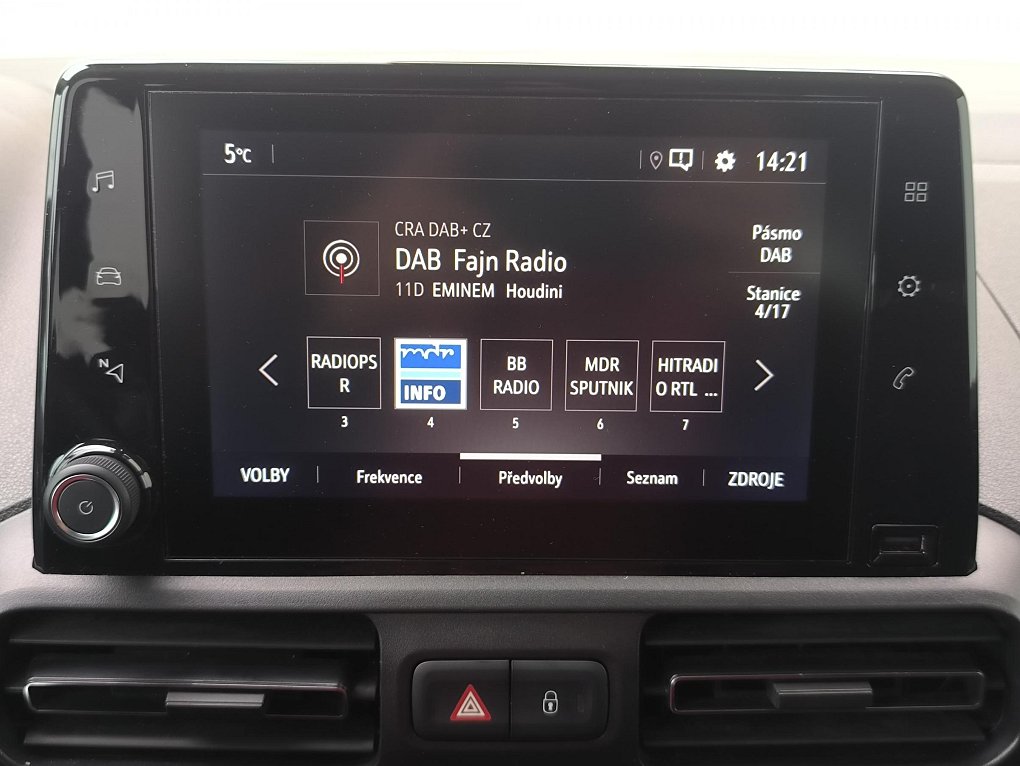 5°C
14:21
CRA DAB+ CZ
DAB Fajn Radio
11D EMINEM Houdini
Pásmo
DAB
Stanice
4/17
N
RADIOPS
R
mdr
INFO
BB
RADIO
MDR
SPUTNIK
HITRADI
O RTL ...
3
4
5
6
7
VOLBY
Frekvence
Předvolby
Seznam
ZDROJE